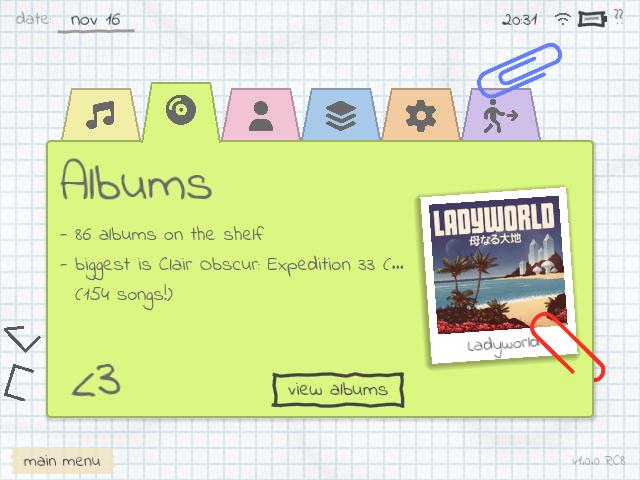 date: nov 16
20:31
??
Albums
- 86 albums on the shelf
- biggest is Clair Obscur: Expedition 33 (...
(154 songs!)
LADYWORLD
母なる大地
Ladyworld
<3
view albums
main menu
v1.0.0 RC8